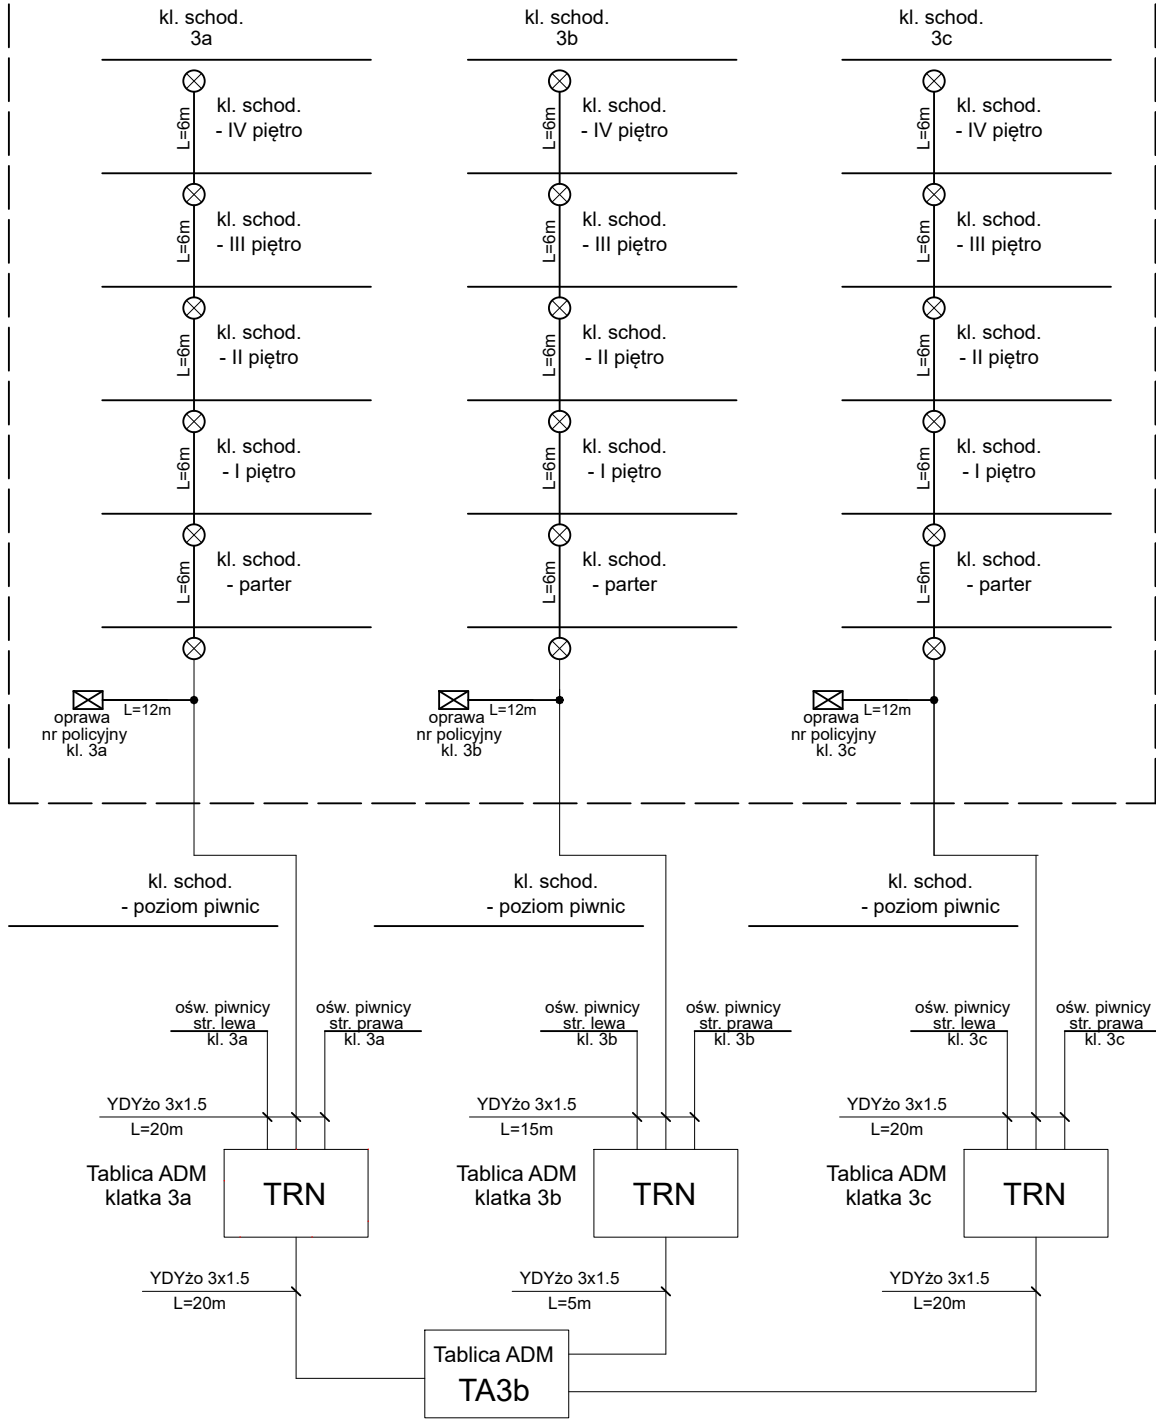 kl. schod.
3a
kl. schod.
3b
kl. schod.
3c
L=6m
kl. schod.
- IV piętro
L=6m
kl. schod.
- IV piętro
L=6m
kl. schod.
- IV piętro
L=6m
kl. schod.
- III piętro
L=6m
kl. schod.
- III piętro
L=6m
kl. schod.
- III piętro
L=6m
kl. schod.
- II piętro
L=6m
kl. schod.
- II piętro
L=6m
kl. schod.
- II piętro
L=6m
kl. schod.
- I piętro
L=6m
kl. schod.
- I piętro
L=6m
kl. schod.
- I piętro
L=6m
kl. schod.
- parter
L=6m
kl. schod.
- parter
L=6m
kl. schod.
- parter
L=12m
oprawa
nr policyjny
kl. 3a
L=12m
oprawa
nr policyjny
kl. 3b
L=12m
oprawa
nr policyjny
kl. 3c
kl. schod.
- poziom piwnic
kl. schod.
- poziom piwnic
kl. schod.
- poziom piwnic
ośw. piwnicy
str. lewa
kl. 3a
ośw. piwnicy
str. prawa
kl. 3a
ośw. piwnicy
str. lewa
kl. 3b
ośw. piwnicy
str. prawa
kl. 3b
ośw. piwnicy
str. lewa
kl. 3c
ośw. piwnicy
str. prawa
kl. 3c
YDYżo 3x1.5
L=20m
YDYżo 3x1.5
L=15m
YDYżo 3x1.5
L=20m
Tablica ADM
klatka 3a
TRN
Tablica ADM
klatka 3b
TRN
Tablica ADM
klatka 3c
TRN
YDYżo 3x1.5
L=20m
YDYżo 3x1.5
L=5m
YDYżo 3x1.5
L=20m
Tablica ADM
TA3b